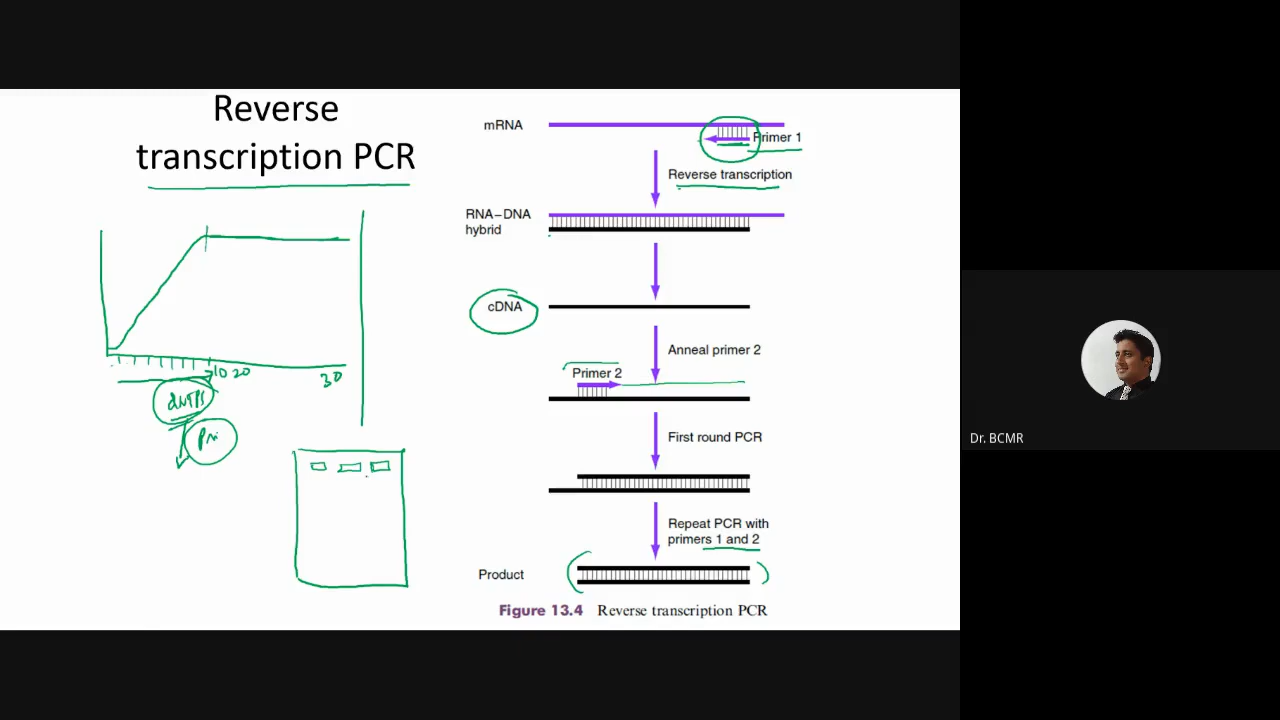 Reverse
transcription PCR
10 20
30
dNTPs
Pri
mRNA
Primer 1
Reverse transcription
RNA–DNA
hybrid
cDNA
Anneal primer 2
Primer 2
First round PCR
Repeat PCR with
primers 1 and 2
Product
Figure 13.4 Reverse transcription PCR
Dr. BCMR